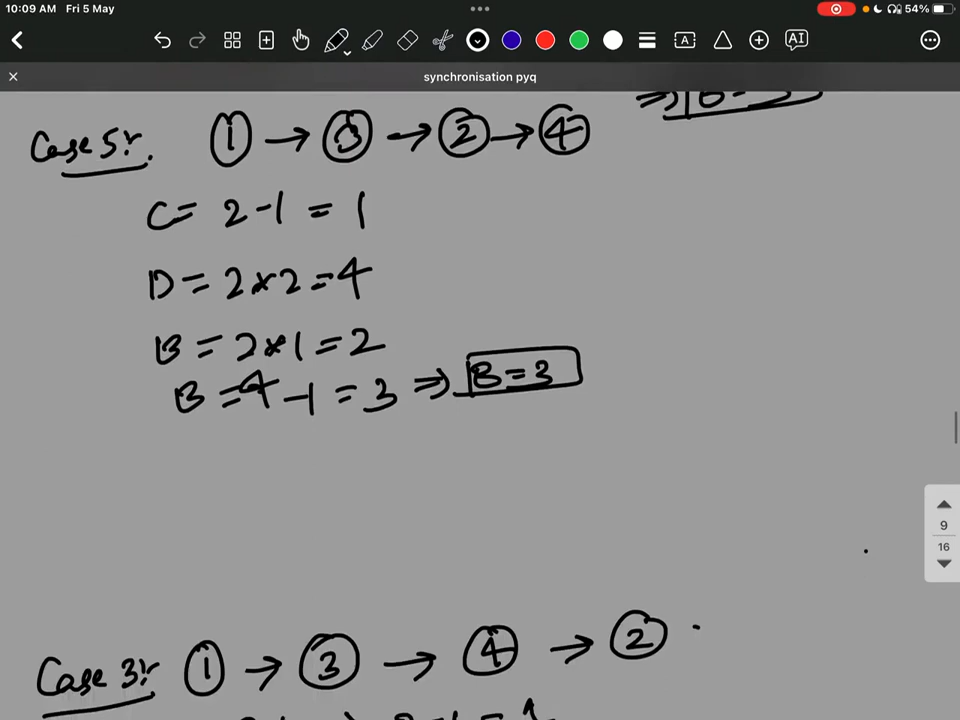 10:09 AM Fri 5 May
54%
synchronisation pyq
⇒ B = 3
Case 5:. ① → ③ → ② → ④
C = 2 - 1 = 1
D = 2 * 2 = 4
B = 2 * 1 = 2
B = 4 - 1 = 3 ⇒ B = 3
9
16
Case 3: ① → ③ → ④ → ②